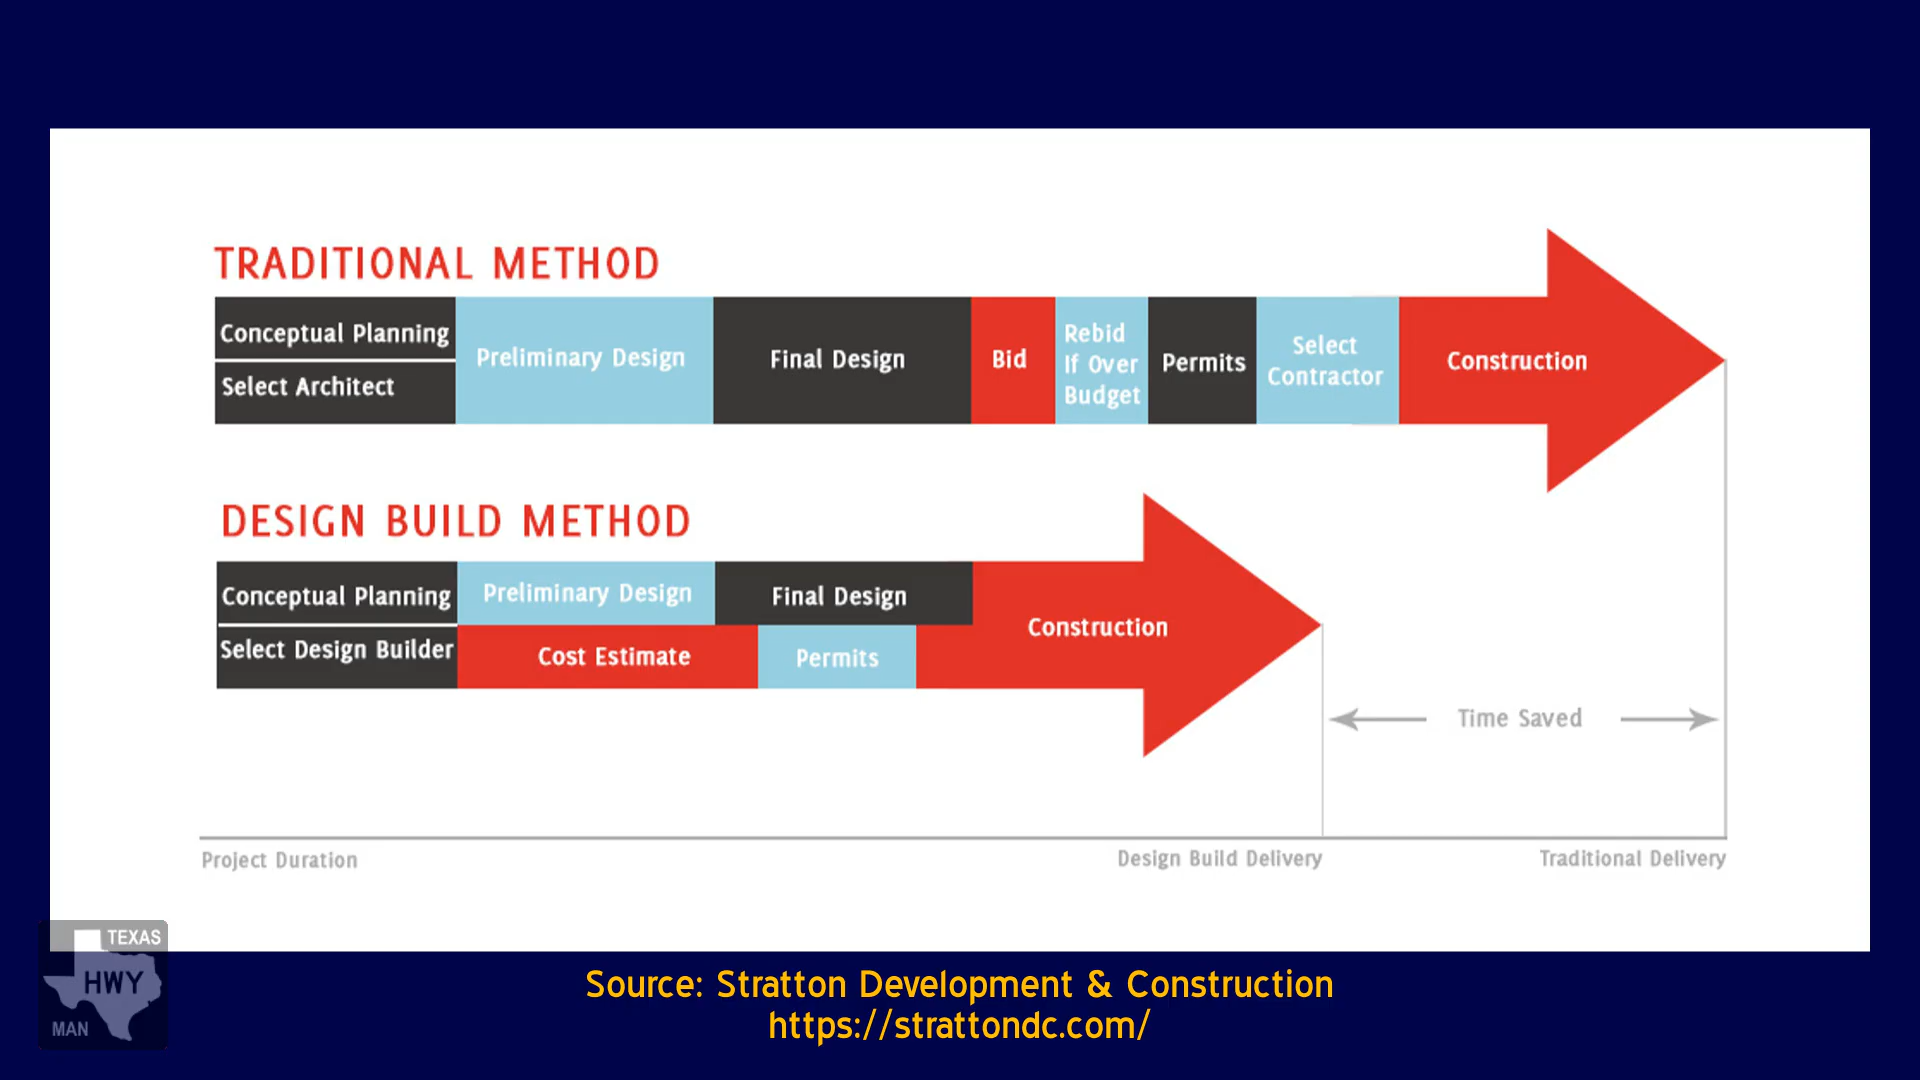 TRADITIONAL METHOD
Conceptual Planning
Select Architect
Preliminary Design
Final Design
Bid
Rebid
If Over
Budget
Permits
Select
Contractor
Construction
DESIGN BUILD METHOD
Conceptual Planning
Select Design Builder
Preliminary Design
Cost Estimate
Final Design
Permits
Construction
Time Saved
Project Duration
Design Build Delivery
Traditional Delivery
TEXAS
HWY
MAN
Source: Stratton Development & Construction
https://strattondc.com/